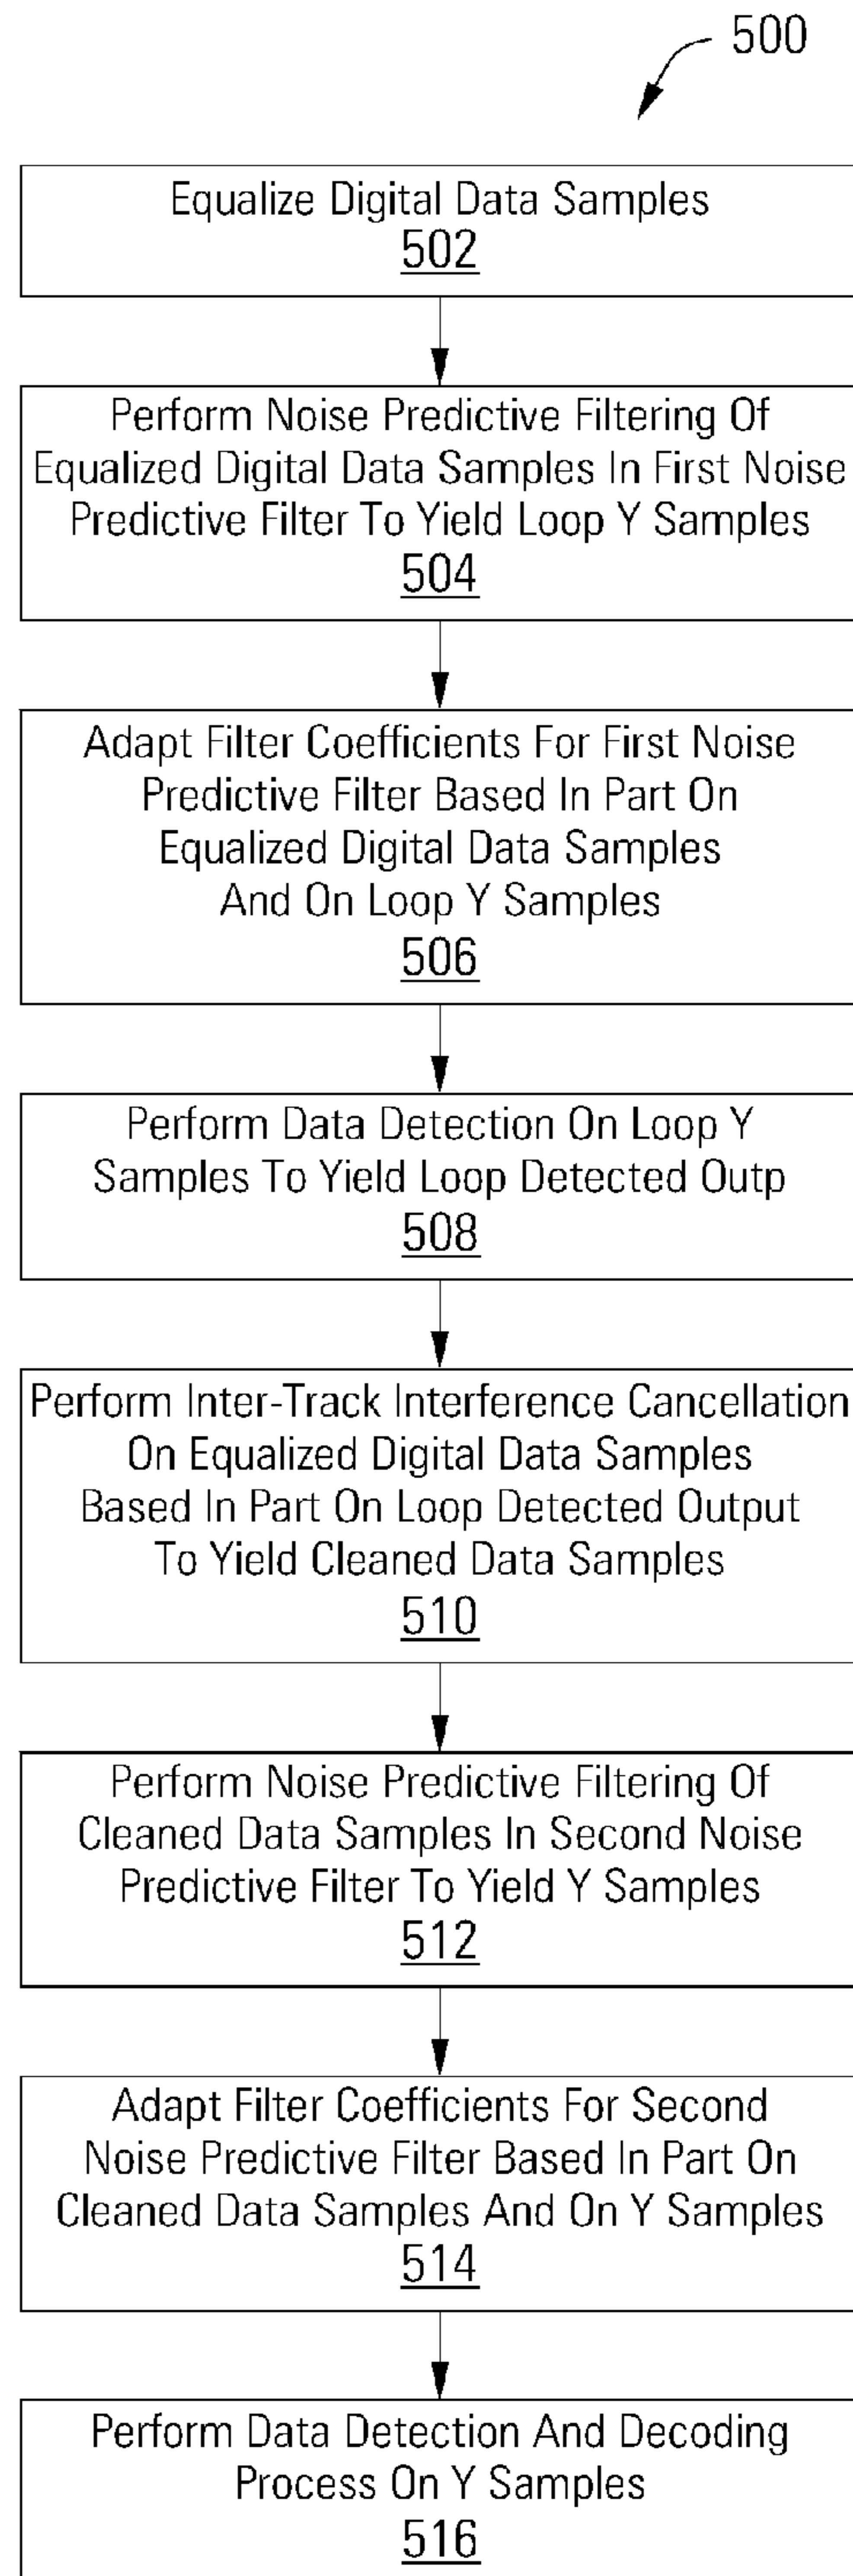 500
Equalize Digital Data Samples
502
Perform Noise Predictive Filtering Of
Equalized Digital Data Samples In First Noise
Predictive Filter To Yield Loop Y Samples
504
Adapt Filter Coefficients For First Noise
Predictive Filter Based In Part On
Equalized Digital Data Samples
And On Loop Y Samples
506
Perform Data Detection On Loop Y
Samples To Yield Loop Detected Outp
508
Perform Inter-Track Interference Cancellation
On Equalized Digital Data Samples
Based In Part On Loop Detected Output
To Yield Cleaned Data Samples
510
Perform Noise Predictive Filtering Of
Cleaned Data Samples In Second Noise
Predictive Filter To Yield Y Samples
512
Adapt Filter Coefficients For Second
Noise Predictive Filter Based In Part On
Cleaned Data Samples And On Y Samples
514
Perform Data Detection And Decoding
Process On Y Samples
516